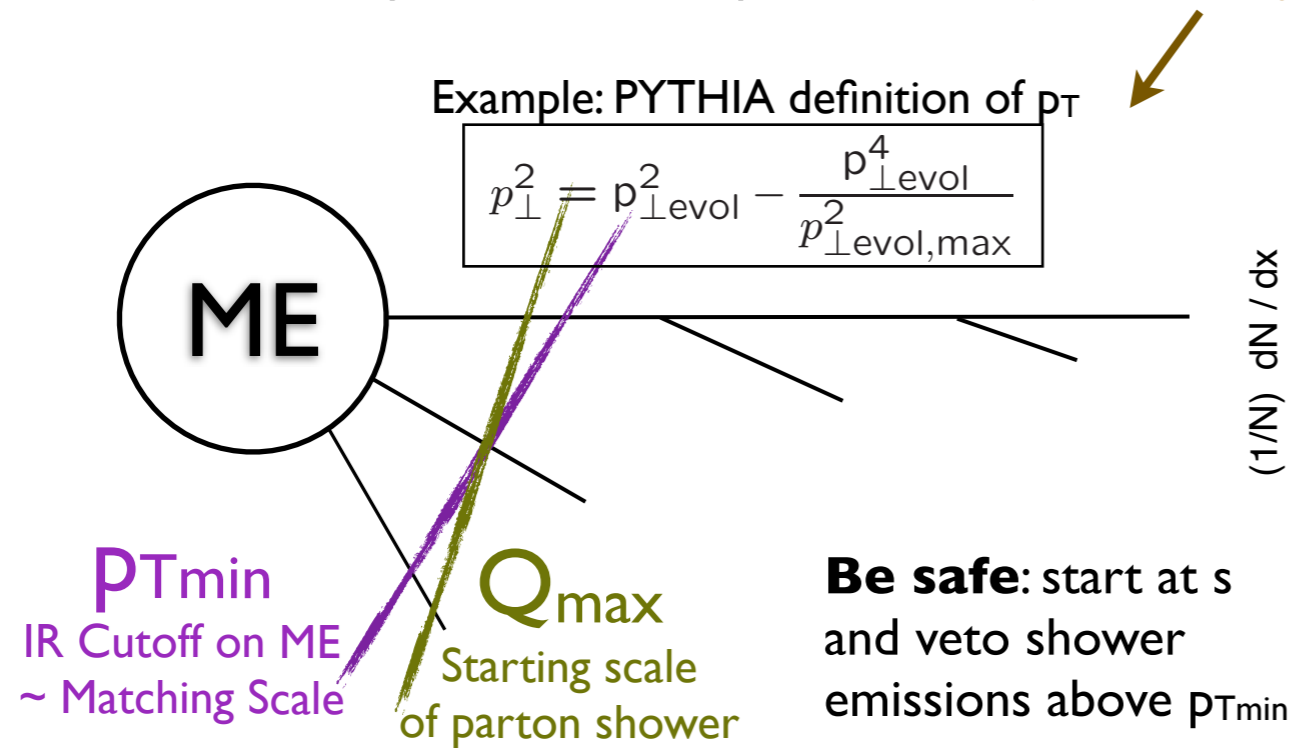 Example: PYTHIA definition of pT
p²⊥ = p²⊥evol − p⁴⊥evol / p²⊥evol,max
ME
(1/N) dN / dx
pTmin
IR Cutoff on ME
~ Matching Scale
Qmax
Starting scale
of parton shower
Be safe: start at s
and veto shower
emissions above pTmin